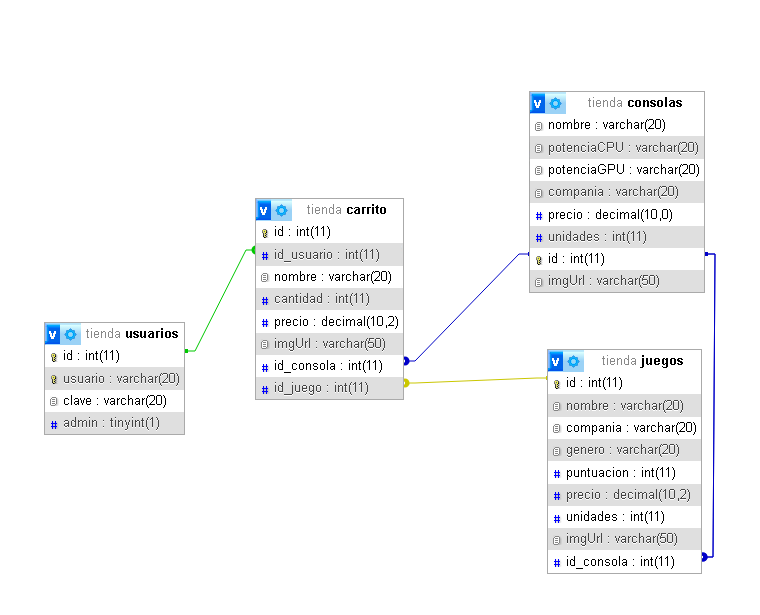 v tienda consolas
nombre : varchar(20)
potenciaCPU : varchar(20)
potenciaGPU : varchar(20)
compania : varchar(20)
# precio : decimal(10,0)
# unidades : int(11)
id : int(11)
imgUrl : varchar(50)
v tienda carrito
id : int(11)
# id_usuario : int(11)
nombre : varchar(20)
# cantidad : int(11)
# precio : decimal(10,2)
imgUrl : varchar(50)
# id_consola : int(11)
# id_juego : int(11)
v tienda usuarios
id : int(11)
usuario : varchar(20)
clave : varchar(20)
# admin : tinyint(1)
v tienda juegos
id : int(11)
nombre : varchar(20)
compania : varchar(20)
genero : varchar(20)
# puntuacion : int(11)
# precio : decimal(10,2)
# unidades : int(11)
imgUrl : varchar(50)
# id_consola : int(11)